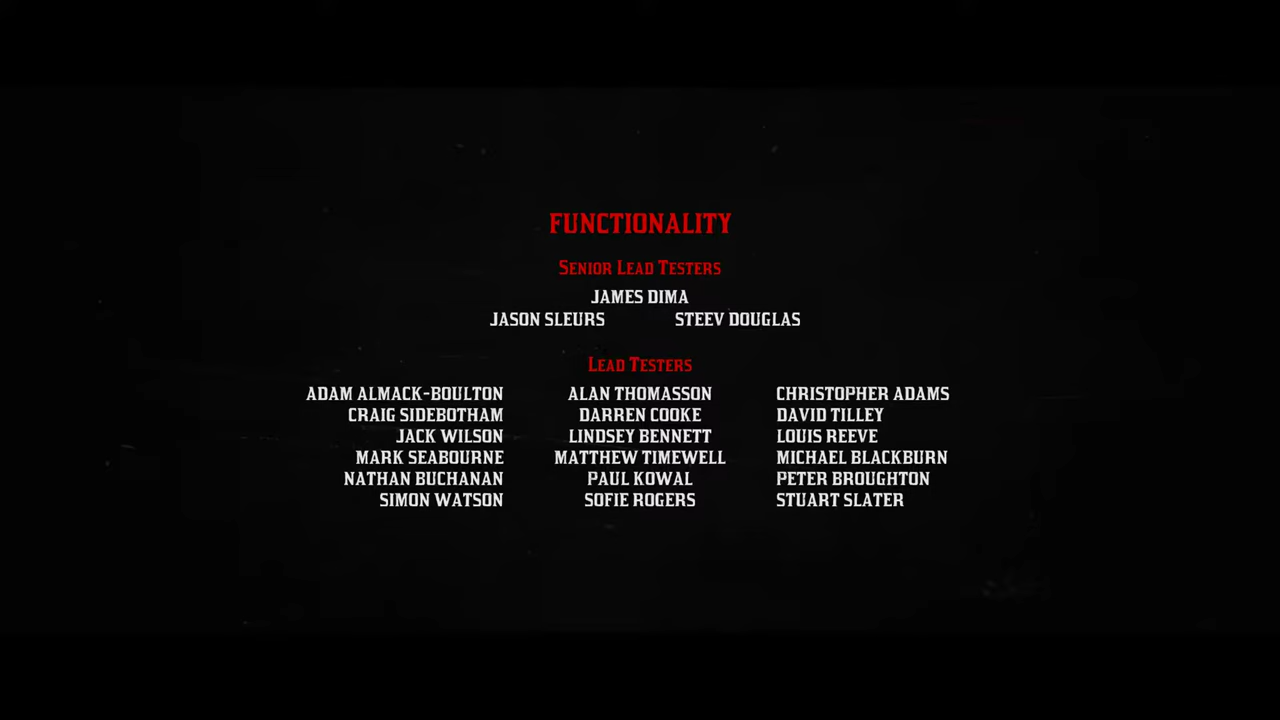 FUNCTIONALITY
SENIOR LEAD TESTERS
JAMES DIMA
JASON SLEURS STEEV DOUGLAS
LEAD TESTERS
ADAM ALMACK-BOULTON ALAN THOMASSON CHRISTOPHER ADAMS
CRAIG SIDEBOTHAM DARREN COOKE DAVID TILLEY
JACK WILSON LINDSEY BENNETT LOUIS REEVE
MARK SEABOURNE MATTHEW TIMEWELL MICHAEL BLACKBURN
NATHAN BUCHANAN PAUL KOWAL PETER BROUGHTON
SIMON WATSON SOFIE ROGERS STUART SLATER